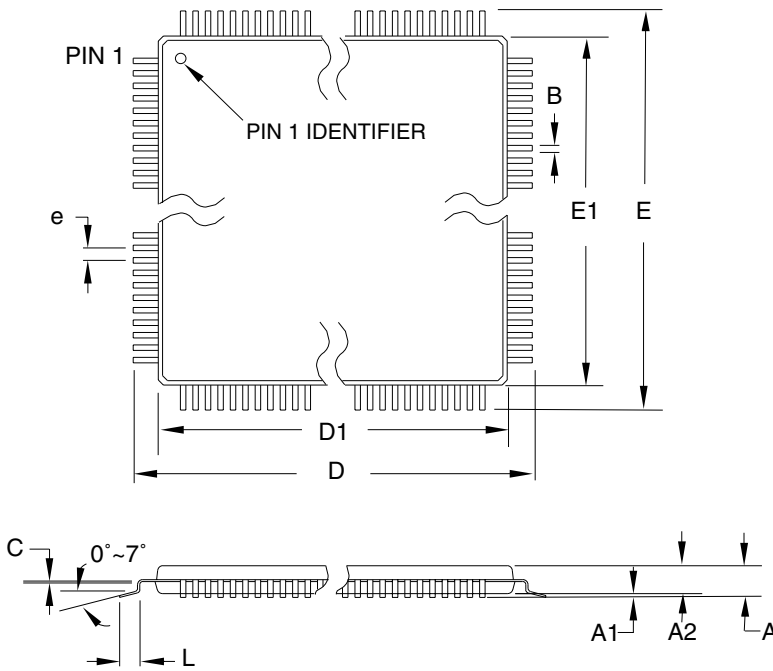 PIN 1
PIN 1 IDENTIFIER
B
e
E1
E
D1
D
C
0°~7°
L
A1
A2
A